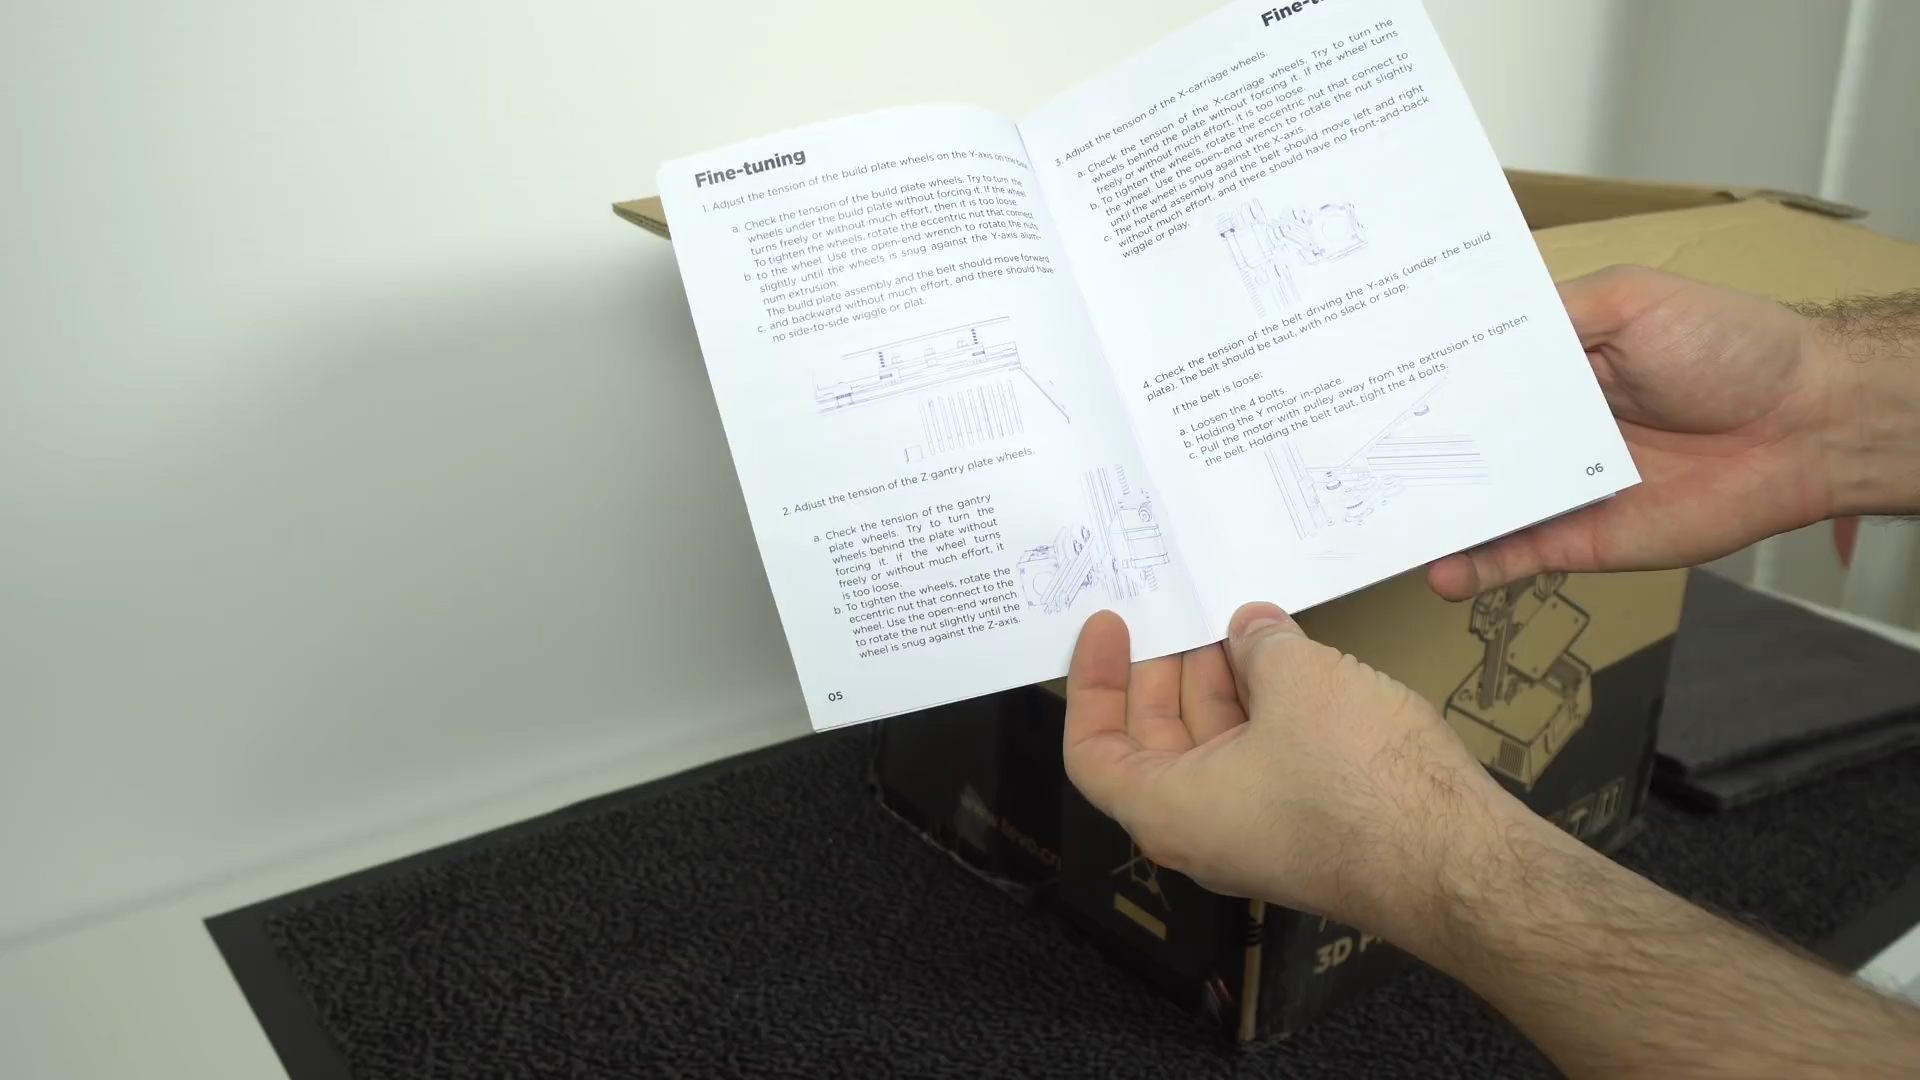 Fine-tuning
1. Adjust the tension of the build plate wheels on the Y-axis on the
a. Check the tension of the build plate wheels. Try to turn the
wheels under the build plate without forcing it. If the wheel
turns freely or without much effort, then it is too loose.
To tighten the wheels, rotate the eccentric nut that connect
b. to the wheel. Use the open-end wrench to rotate the nuts
slightly until the wheels is snug against the Y-axis alumi-
num extrusion.
The build plate assembly and the belt should move forward
c. and backward without much effort, and there should have
no side-to-side wiggle or plat.
2. Adjust the tension of the Z gantry plate wheels.
a. Check the tension of the gantry
plate wheels. Try to turn the
wheels behind the plate without
forcing it. if the wheel turns
freely or without much effort, it
is too loose.
b. To tighten the wheels, rotate the
eccentric nut that connect to the
wheel. Use the open-end wrench
to rotate the nut slightly until the
wheel is snug against the Z-axis.
05
3. Adjust the tension of the X-carriage wheels.
a. Check the tension of the X-carriage wheels. Try to turn the
wheels behind the plate without forcing it. If the wheel turns
freely or without much effort, it is too loose.
b. To tighten the wheels, rotate the eccentric nut that connect to
the wheel. Use the open-end wrench to rotate the nut slightly
until the wheel is snug against the X-axis.
c. The hotend assembly and the belt should move left and right
without much effort, and there should have no front-and-back
wiggle or play.
4. Check the tension of the belt driving the Y-axis (under the build
plate). The belt should be taut, with no slack or slop.
If the belt is loose:
a. Loosen the 4 bolts.
b. Holding the Y motor in-place.
c. Pull the motor with pulley away from the extrusion to tighten
the belt. Holding the belt taut, tight the 4 bolts.
06
www.tevo.cn
3D